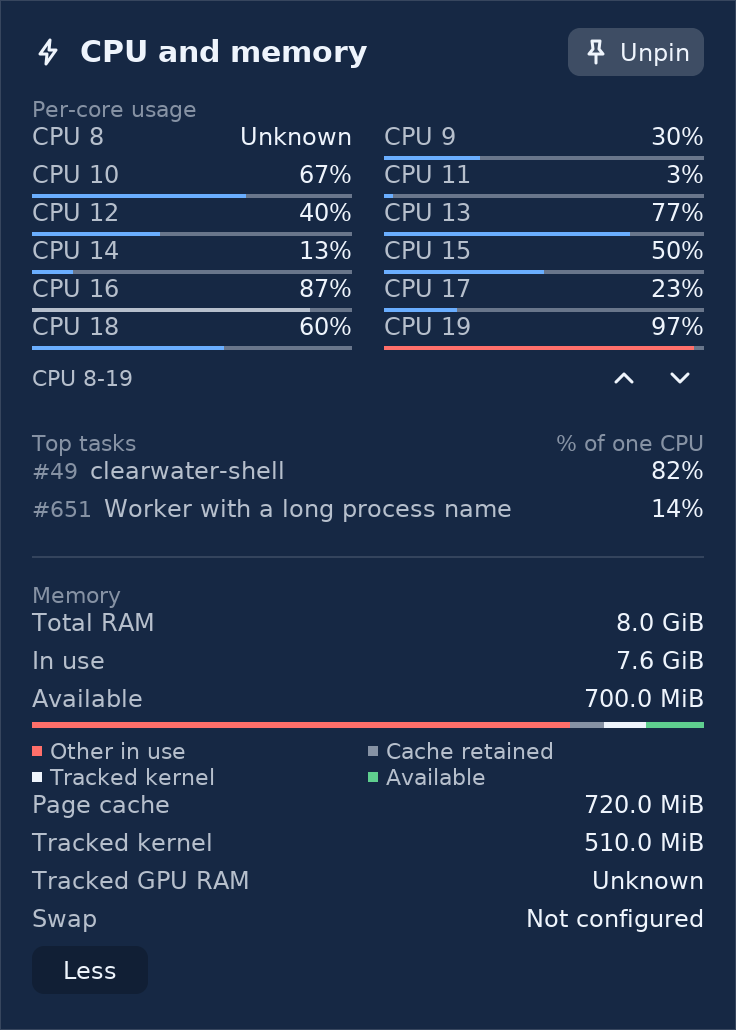 CPU and memory
Unpin
Per-core usage
CPU 8 Unknown CPU 9 30%
CPU 10 67% CPU 11 3%
CPU 12 40% CPU 13 77%
CPU 14 13% CPU 15 50%
CPU 16 87% CPU 17 23%
CPU 18 60% CPU 19 97%
CPU 8-19
Top tasks % of one CPU
#49 clearwater-shell 82%
#651 Worker with a long process name 14%
Memory
Total RAM 8.0 GiB
In use 7.6 GiB
Available 700.0 MiB
Other in use Cache retained
Tracked kernel Available
Page cache 720.0 MiB
Tracked kernel 510.0 MiB
Tracked GPU RAM Unknown
Swap Not configured
Less